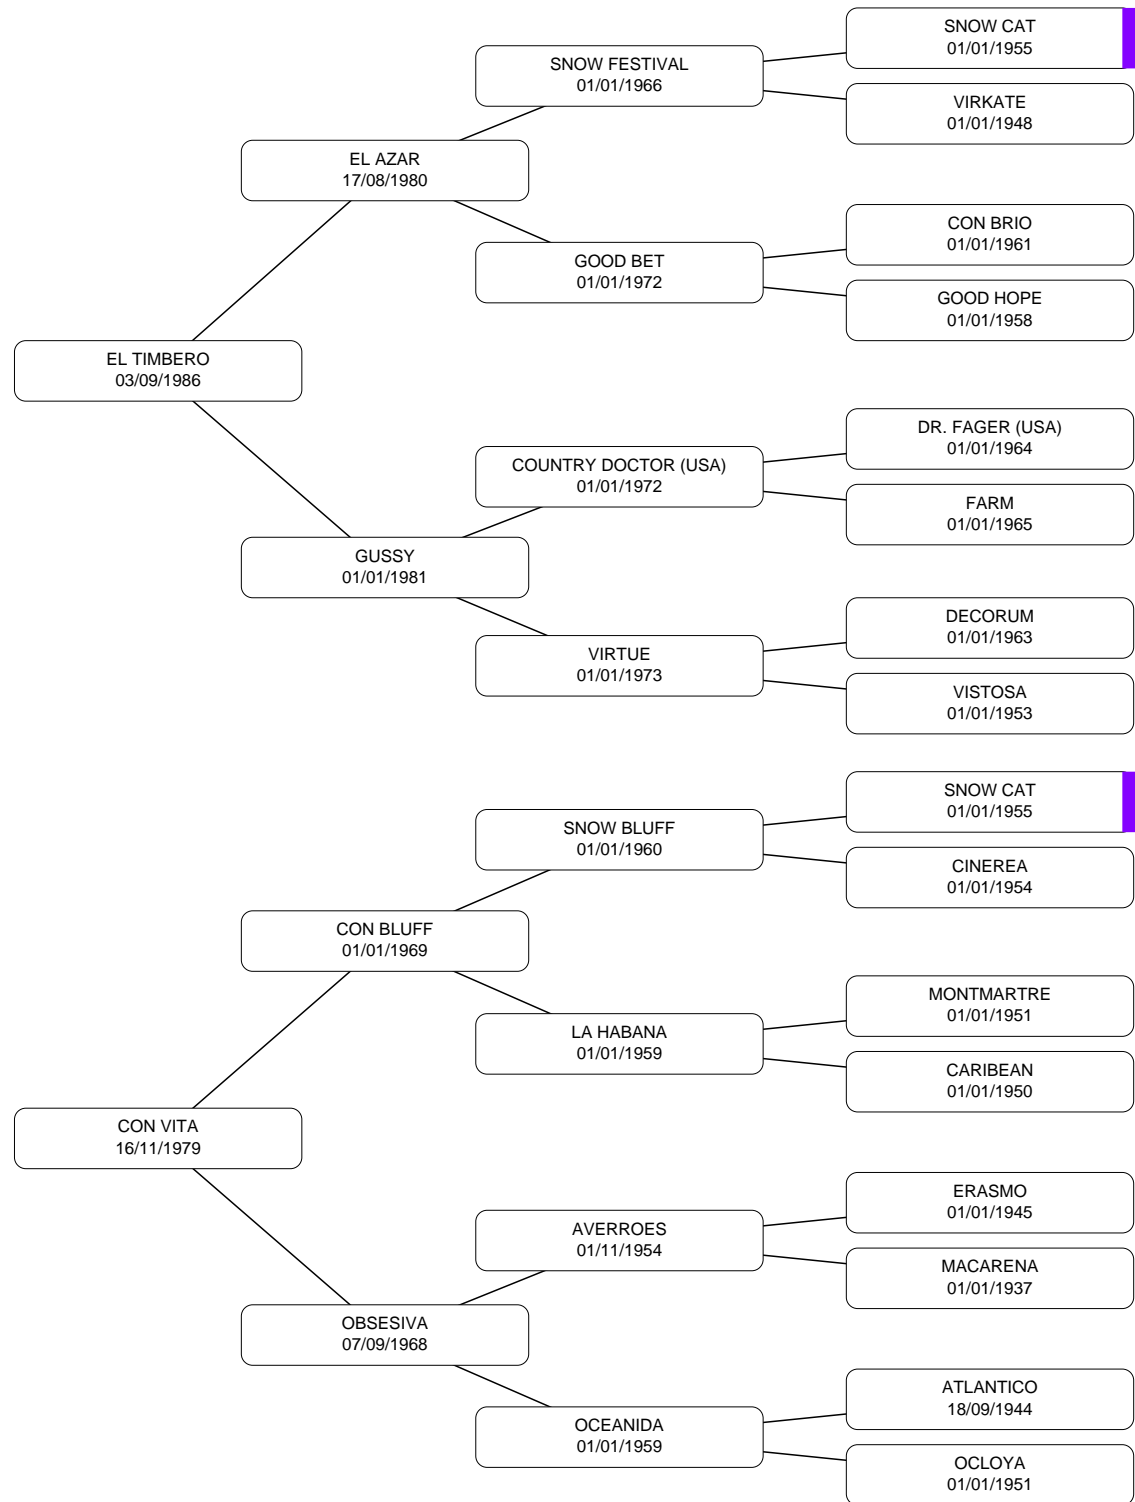 SNOW CAT
01/01/1955
SNOW FESTIVAL
01/01/1966
VIRKATE
01/01/1948
EL AZAR
17/08/1980
CON BRIO
01/01/1961
GOOD BET
01/01/1972
GOOD HOPE
01/01/1958
EL TIMBERO
03/09/1986
DR. FAGER (USA)
01/01/1964
COUNTRY DOCTOR (USA)
01/01/1972
FARM
01/01/1965
GUSSY
01/01/1981
DECORUM
01/01/1963
VIRTUE
01/01/1973
VISTOSA
01/01/1953
SNOW CAT
01/01/1955
SNOW BLUFF
01/01/1960
CINEREA
01/01/1954
CON BLUFF
01/01/1969
MONTMARTRE
01/01/1951
LA HABANA
01/01/1959
CARIBEAN
01/01/1950
CON VITA
16/11/1979
ERASMO
01/01/1945
AVERROES
01/11/1954
MACARENA
01/01/1937
OBSESIVA
07/09/1968
ATLANTICO
18/09/1944
OCEANIDA
01/01/1959
OCLOYA
01/01/1951